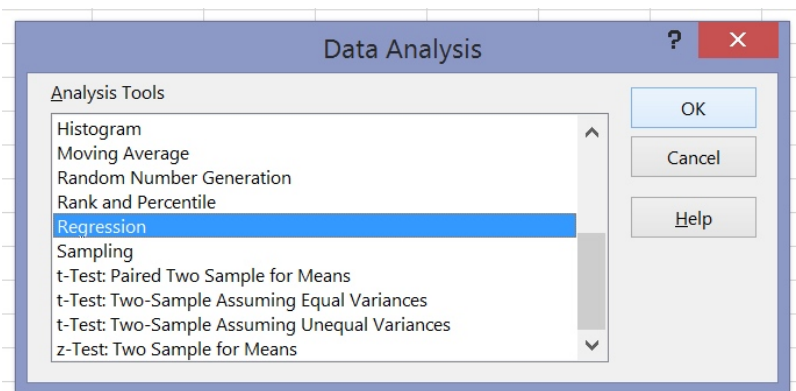 Data Analysis
?
Analysis Tools
Histogram
Moving Average
Random Number Generation
Rank and Percentile
Regression
Sampling
t-Test: Paired Two Sample for Means
t-Test: Two-Sample Assuming Equal Variances
t-Test: Two-Sample Assuming Unequal Variances
z-Test: Two Sample for Means
OK
Cancel
Help